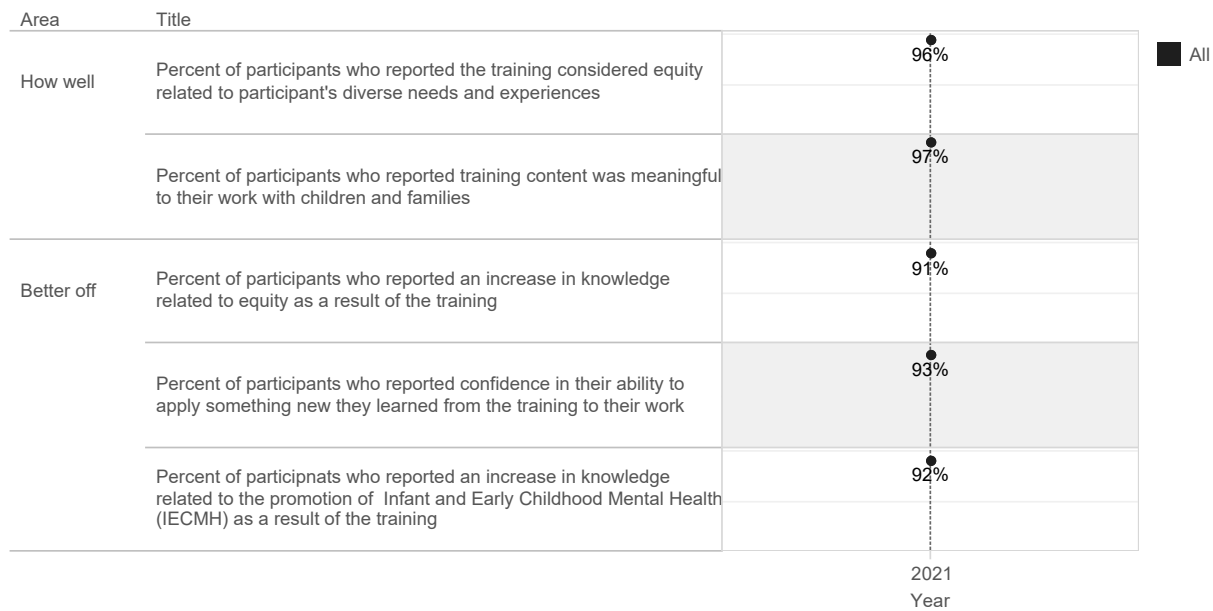 Area Title
How well
Percent of participants who reported the training considered equity
related to participant's diverse needs and experiences
96%
All
Percent of participants who reported training content was meaningful
to their work with children and families
97%
Better off
Percent of participants who reported an increase in knowledge
related to equity as a result of the training
91%
Percent of participants who reported confidence in their ability to
apply something new they learned from the training to their work
93%
Percent of participnats who reported an increase in knowledge
related to the promotion of  Infant and Early Childhood Mental Health
(IECMH) as a result of the training
92%
2021
Year